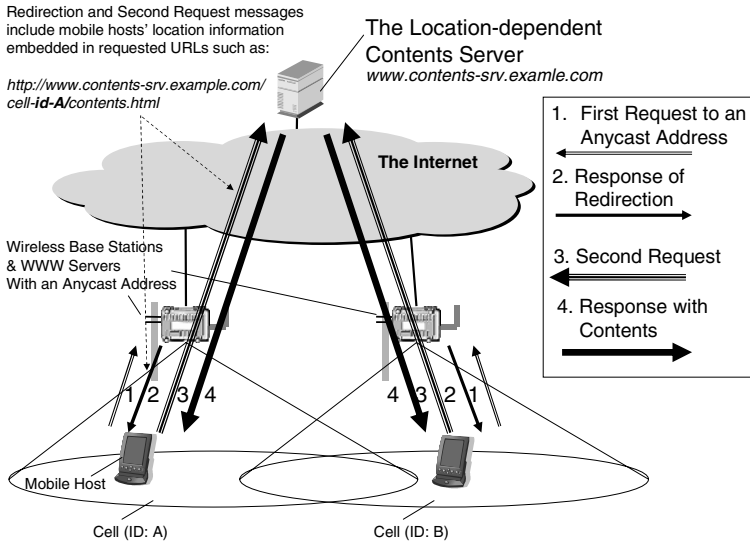 Redirection and Second Request messages
include mobile hosts' location information
embedded in requested URLs such as:
http://www.contents-srv.example.com/
cell-id-A/contents.html
The Location-dependent
Contents Server
www.contents-srv.examle.com
The Internet
1. First Request to an
Anycast Address
2. Response of
Redirection
3. Second Request
4. Response with
Contents
Wireless Base Stations
& WWW Servers
With an Anycast Address
1 2 3 4
4 3 2 1
Mobile Host
Cell (ID: A)
Cell (ID: B)